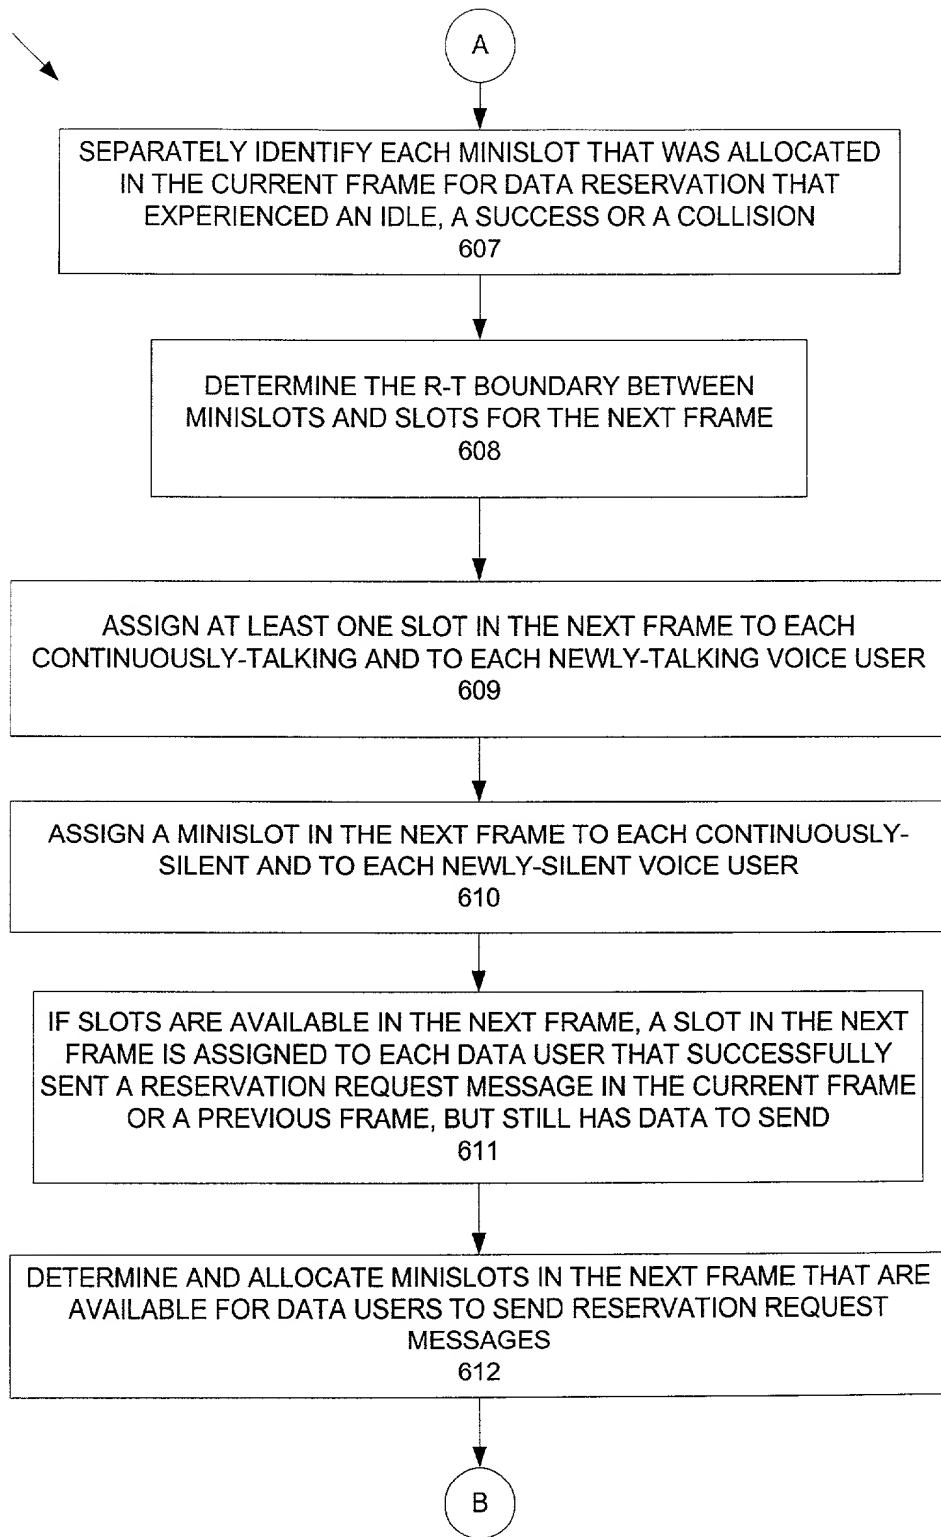 A
SEPARATELY IDENTIFY EACH MINISLOT THAT WAS ALLOCATED
IN THE CURRENT FRAME FOR DATA RESERVATION THAT
EXPERIENCED AN IDLE, A SUCCESS OR A COLLISION
607
DETERMINE THE R-T BOUNDARY BETWEEN
MINISLOTS AND SLOTS FOR THE NEXT FRAME
608
ASSIGN AT LEAST ONE SLOT IN THE NEXT FRAME TO EACH
CONTINUOUSLY-TALKING AND TO EACH NEWLY-TALKING VOICE USER
609
ASSIGN A MINISLOT IN THE NEXT FRAME TO EACH CONTINUOUSLY-
SILENT AND TO EACH NEWLY-SILENT VOICE USER
610
IF SLOTS ARE AVAILABLE IN THE NEXT FRAME, A SLOT IN THE NEXT
FRAME IS ASSIGNED TO EACH DATA USER THAT SUCCESSFULLY
SENT A RESERVATION REQUEST MESSAGE IN THE CURRENT FRAME
OR A PREVIOUS FRAME, BUT STILL HAS DATA TO SEND
611
DETERMINE AND ALLOCATE MINISLOTS IN THE NEXT FRAME THAT ARE
AVAILABLE FOR DATA USERS TO SEND RESERVATION REQUEST
MESSAGES
612
B